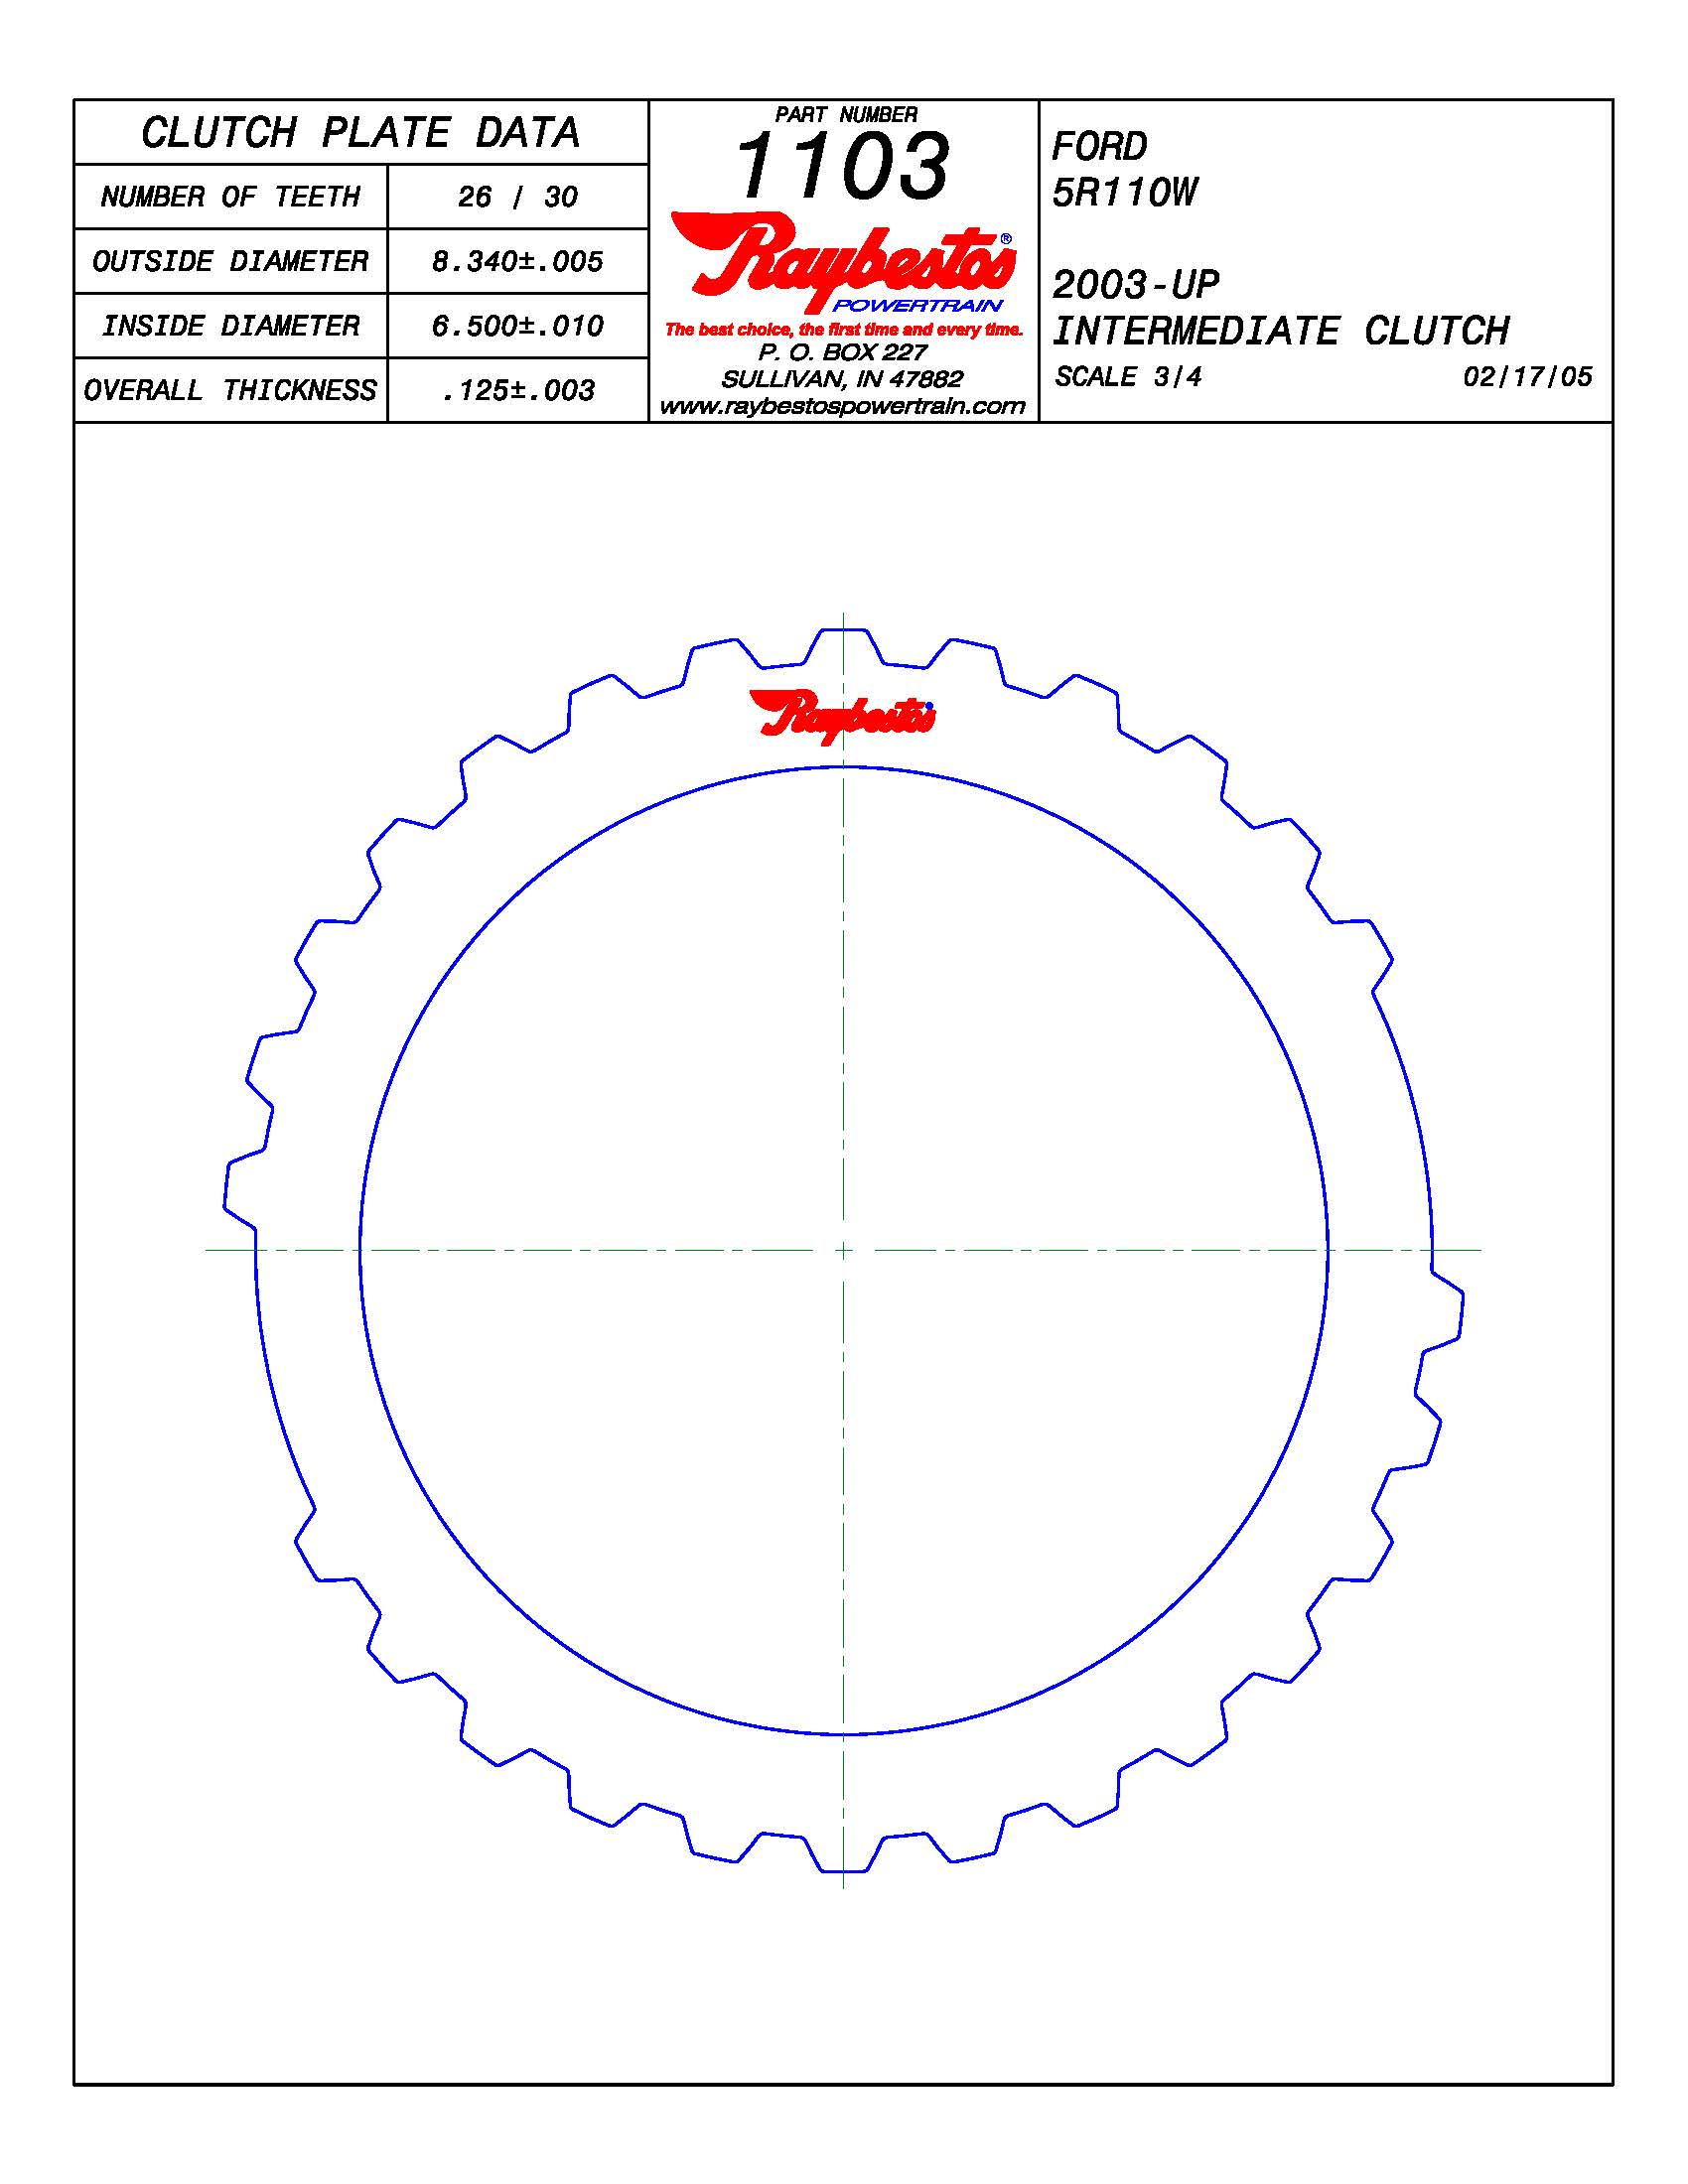 CLUTCH PLATE DATA
NUMBER OF TEETH 26 / 30
OUTSIDE DIAMETER 8.340±.005
INSIDE DIAMETER 6.500±.010
OVERALL THICKNESS .125±.003
PART NUMBER
1103
Raybestos®
POWERTRAIN
The best choice, the first time and every time.
P. O. BOX 227
SULLIVAN, IN 47882
www.raybestospowertrain.com
FORD
5R110W
2003-UP
INTERMEDIATE CLUTCH
SCALE 3/4 02/17/05
Raybestos